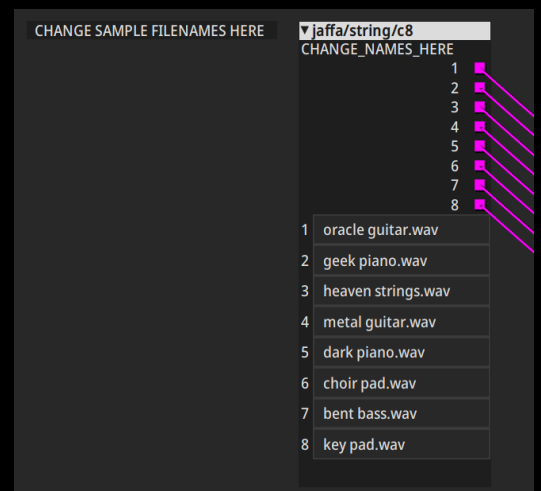 CHANGE SAMPLE FILENAMES HERE
▼ jaffa/string/c8
CHANGE_NAMES_HERE
1
2
3
4
5
6
7
8
1 oracle guitar.wav
2 geek piano.wav
3 heaven strings.wav
4 metal guitar.wav
5 dark piano.wav
6 choir pad.wav
7 bent bass.wav
8 key pad.wav